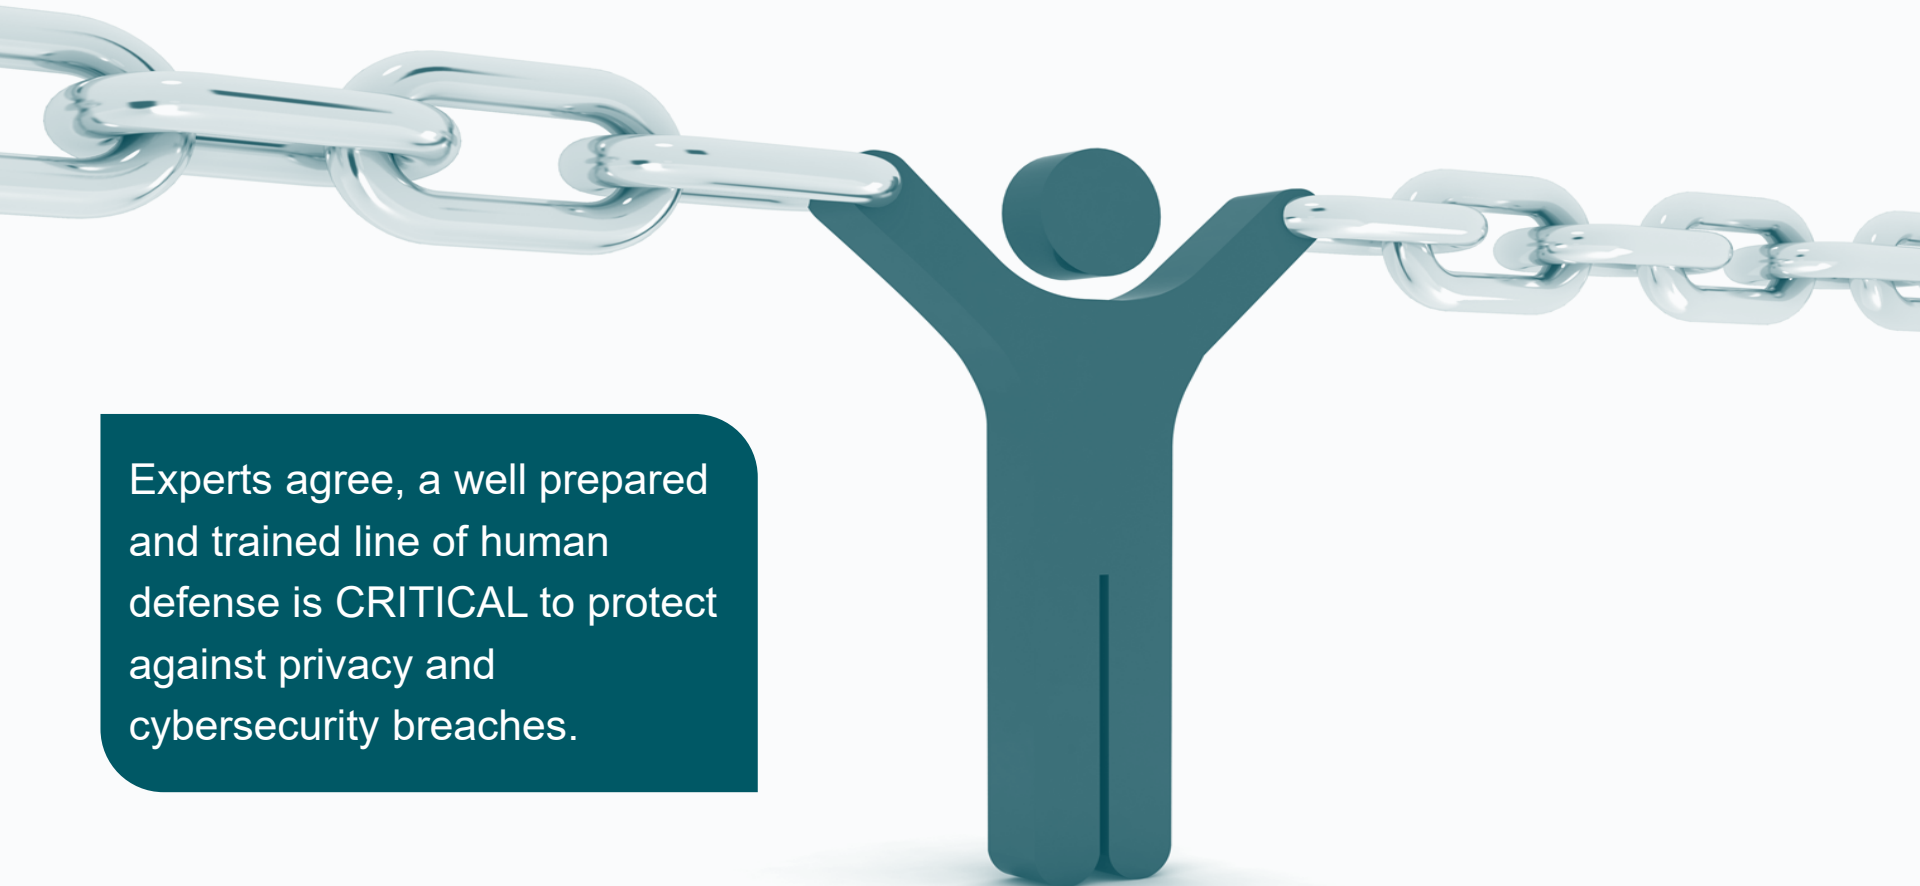 Experts agree, a well prepared
and trained line of human
defense is CRITICAL to protect
against privacy and
cybersecurity breaches.